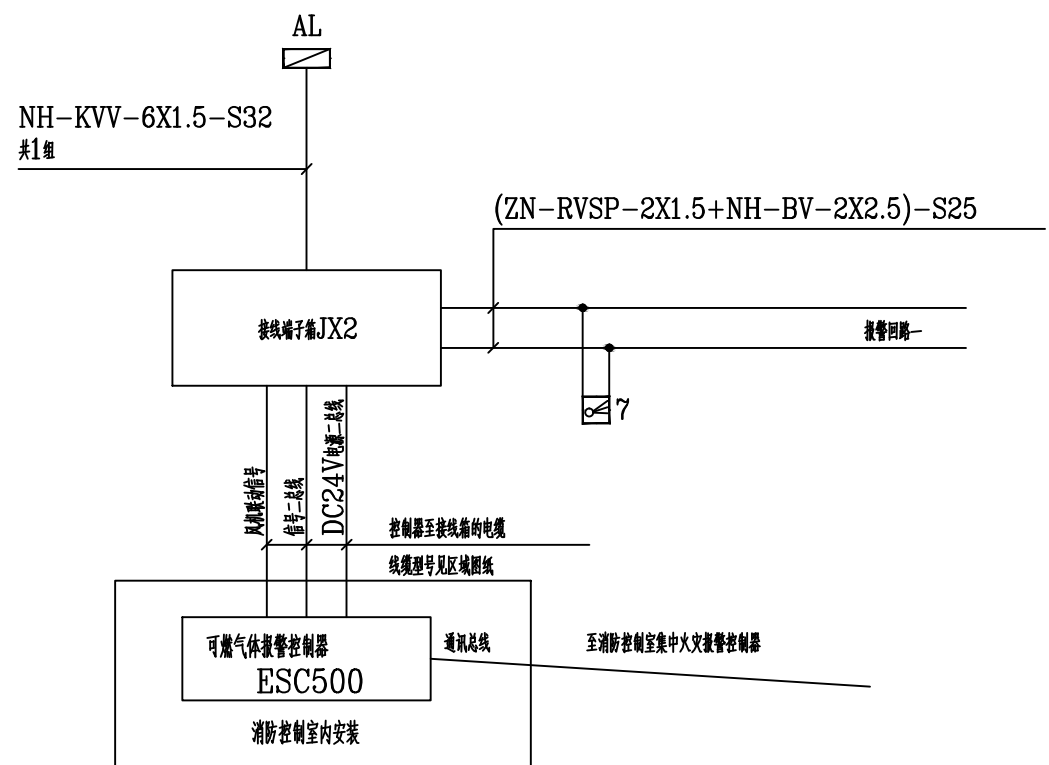 AL
NH-KVV-6X1.5-S32
共1组
(ZN-RVSP-2X1.5+NH-BV-2X2.5)-S25
接线端子箱JX2
报警回路一
7
风机联动信号
信号二总线
DC24V电源二总线
控制器至接线箱的电缆
线缆型号见区域图纸
可燃气体报警控制器
ESC500
通讯总线
至消防控制室集中火灾报警控制器
消防控制室内安装